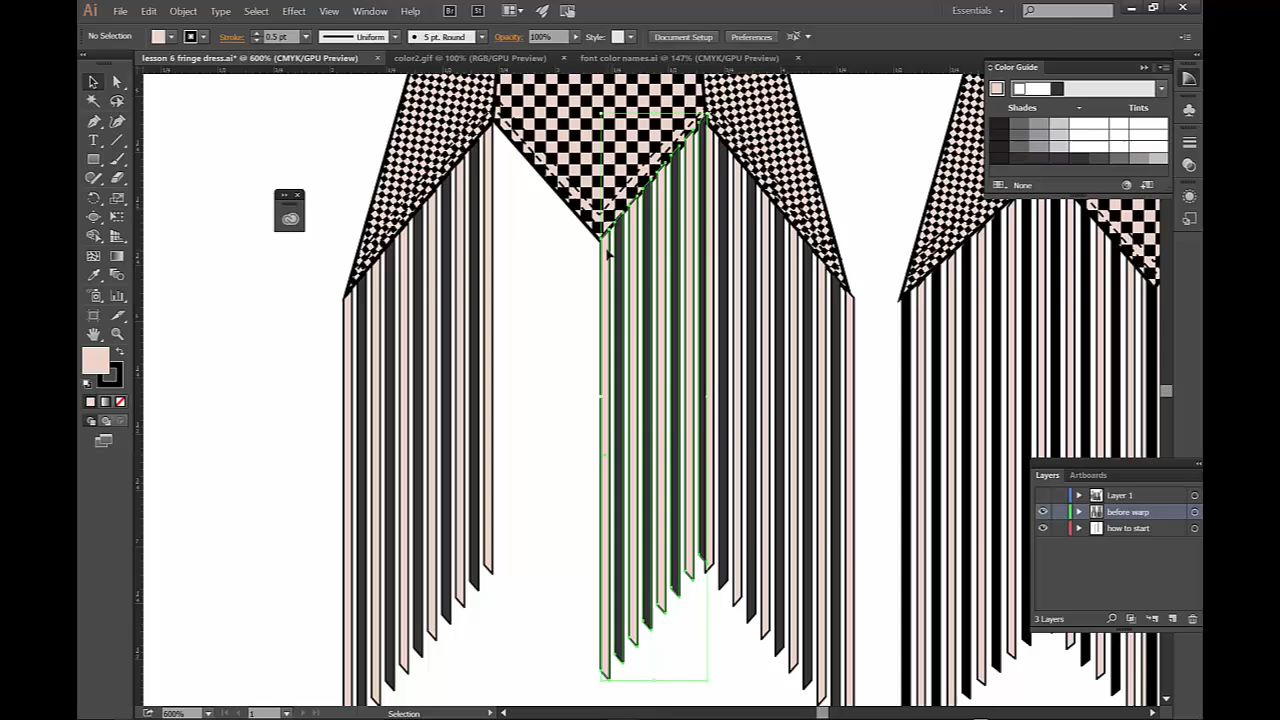 Ai File Edit Object Type Select Effect View Window Help Br St Essentials
No Selection Stroke: 0.5 pt Uniform 5 pt. Round Opacity: 100% Style: Document Setup Preferences
lesson 6 fringe dress.ai* @ 600% (CMYK/GPU Preview) × color2.gif @ 100% (RGB/GPU Preview) × font color names.ai @ 147% (CMYK/GPU Preview) ×
Color Guide
Shades Tints
None
Layers Artboards
Layer 1
before warp
how to start
3 Layers
600% 1 Selection